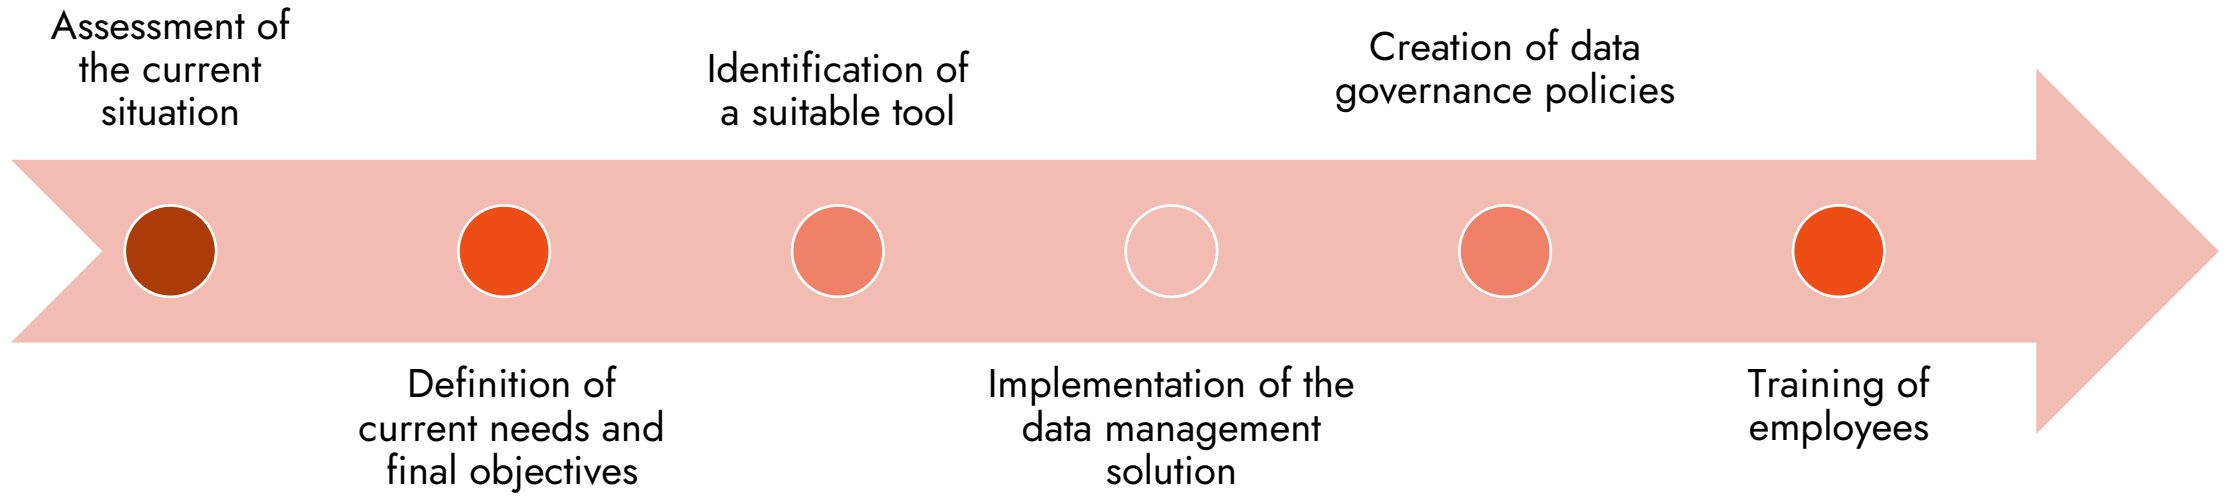 Assessment of
the current
situation
Definition of
current needs and
final objectives
Identification of
a suitable tool
Implementation of the
data management
solution
Creation of data
governance policies
Training of
employees